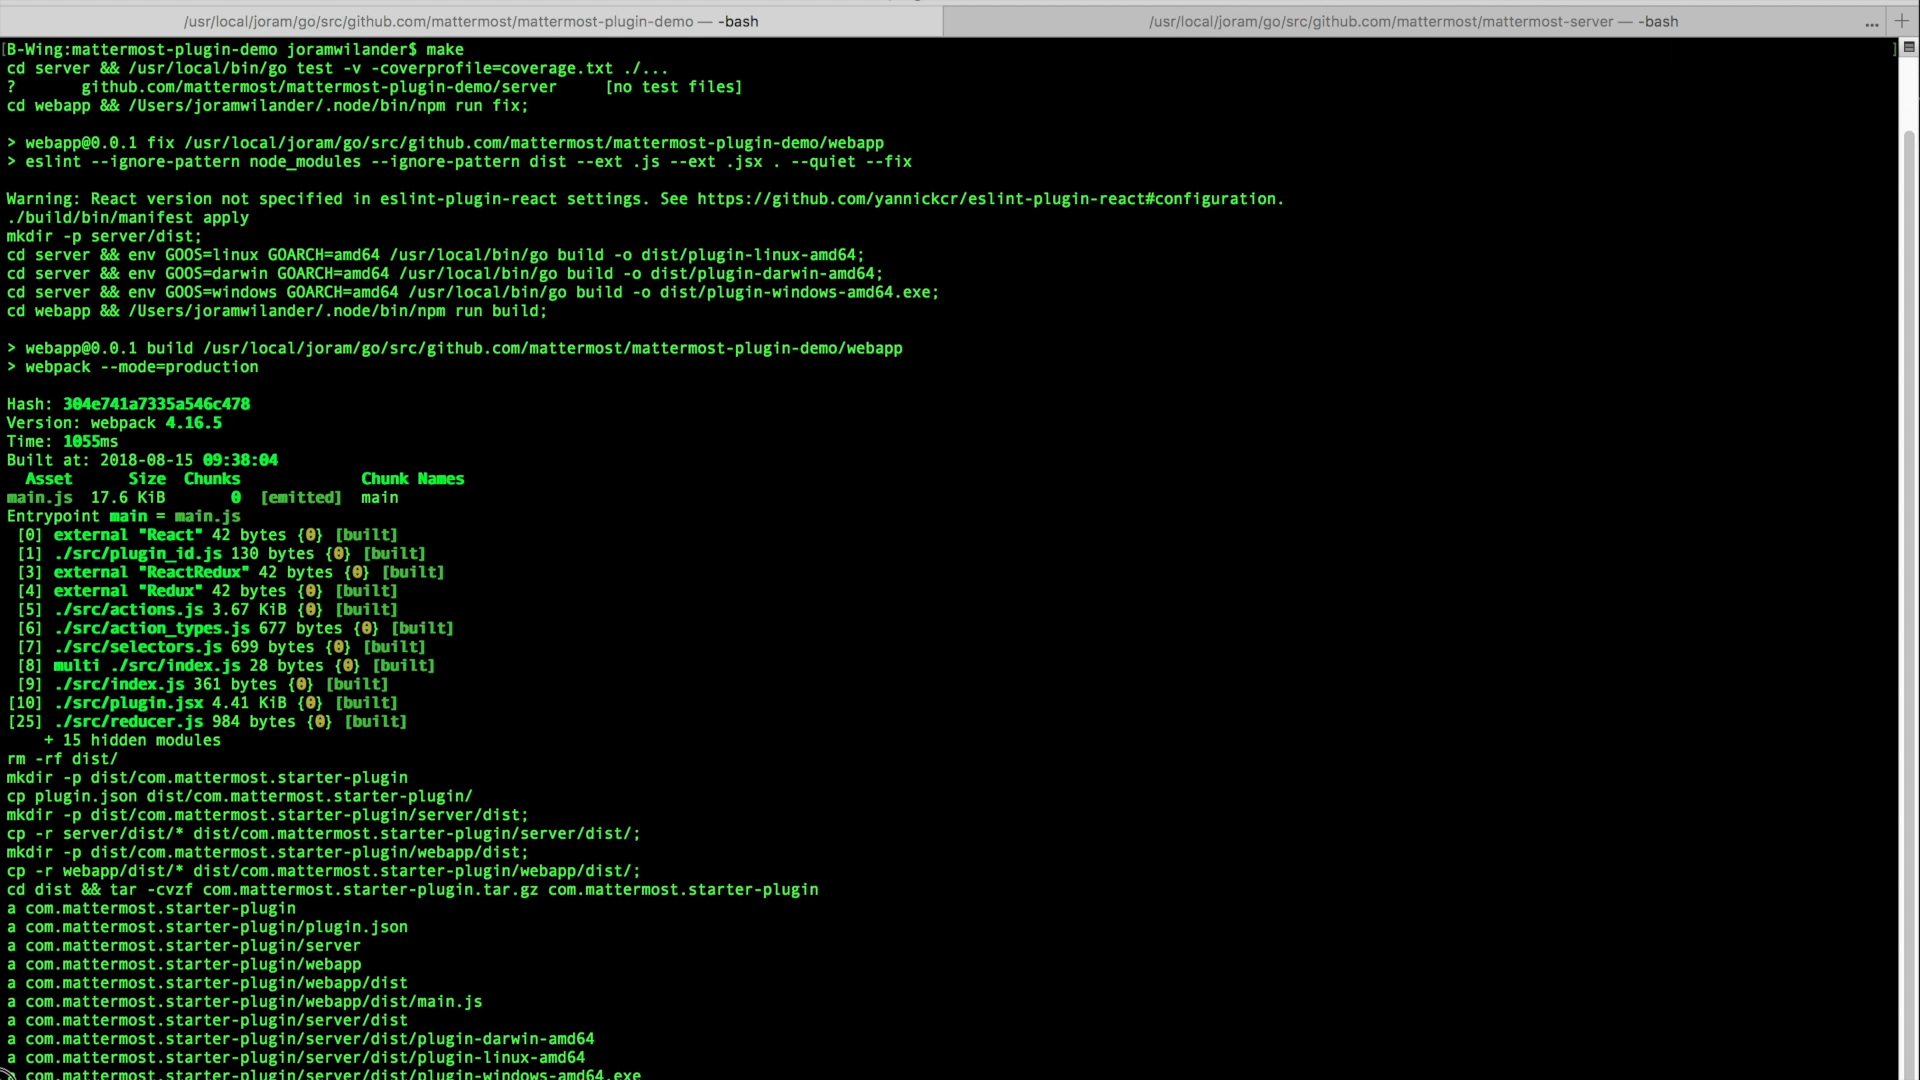 /usr/local/joram/go/src/github.com/mattermost/mattermost-plugin-demo — -bash
/usr/local/joram/go/src/github.com/mattermost/mattermost-server — -bash
... +
[B-Wing:mattermost-plugin-demo joramwilander$ make ]
cd server && /usr/local/bin/go test -v -coverprofile=coverage.txt ./...
?       github.com/mattermost/mattermost-plugin-demo/server     [no test files]
cd webapp && /Users/joramwilander/.node/bin/npm run fix;
> webapp@0.0.1 fix /usr/local/joram/go/src/github.com/mattermost/mattermost-plugin-demo/webapp
> eslint --ignore-pattern node_modules --ignore-pattern dist --ext .js --ext .jsx . --quiet --fix
Warning: React version not specified in eslint-plugin-react settings. See https://github.com/yannickcr/eslint-plugin-react#configuration.
./build/bin/manifest apply
mkdir -p server/dist;
cd server && env GOOS=linux GOARCH=amd64 /usr/local/bin/go build -o dist/plugin-linux-amd64;
cd server && env GOOS=darwin GOARCH=amd64 /usr/local/bin/go build -o dist/plugin-darwin-amd64;
cd server && env GOOS=windows GOARCH=amd64 /usr/local/bin/go build -o dist/plugin-windows-amd64.exe;
cd webapp && /Users/joramwilander/.node/bin/npm run build;
> webapp@0.0.1 build /usr/local/joram/go/src/github.com/mattermost/mattermost-plugin-demo/webapp
> webpack --mode=production
Hash: 304e741a7335a546c478
Version: webpack 4.16.5
Time: 1055ms
Built at: 2018-08-15 09:38:04
  Asset      Size  Chunks             Chunk Names
main.js  17.6 KiB       0  [emitted]  main
Entrypoint main = main.js
 [0] external "React" 42 bytes {0} [built]
 [1] ./src/plugin_id.js 130 bytes {0} [built]
 [3] external "ReactRedux" 42 bytes {0} [built]
 [4] external "Redux" 42 bytes {0} [built]
 [5] ./src/actions.js 3.67 KiB {0} [built]
 [6] ./src/action_types.js 677 bytes {0} [built]
 [7] ./src/selectors.js 699 bytes {0} [built]
 [8] multi ./src/index.js 28 bytes {0} [built]
 [9] ./src/index.js 361 bytes {0} [built]
[10] ./src/plugin.jsx 4.41 KiB {0} [built]
[25] ./src/reducer.js 984 bytes {0} [built]
    + 15 hidden modules
rm -rf dist/
mkdir -p dist/com.mattermost.starter-plugin
cp plugin.json dist/com.mattermost.starter-plugin/
mkdir -p dist/com.mattermost.starter-plugin/server/dist;
cp -r server/dist/* dist/com.mattermost.starter-plugin/server/dist/;
mkdir -p dist/com.mattermost.starter-plugin/webapp/dist;
cp -r webapp/dist/* dist/com.mattermost.starter-plugin/webapp/dist/;
cd dist && tar -cvzf com.mattermost.starter-plugin.tar.gz com.mattermost.starter-plugin
a com.mattermost.starter-plugin
a com.mattermost.starter-plugin/plugin.json
a com.mattermost.starter-plugin/server
a com.mattermost.starter-plugin/webapp
a com.mattermost.starter-plugin/webapp/dist
a com.mattermost.starter-plugin/webapp/dist/main.js
a com.mattermost.starter-plugin/server/dist
a com.mattermost.starter-plugin/server/dist/plugin-darwin-amd64
a com.mattermost.starter-plugin/server/dist/plugin-linux-amd64
com.mattermost.starter-plugin/server/dist/plugin-windows-amd64.exe